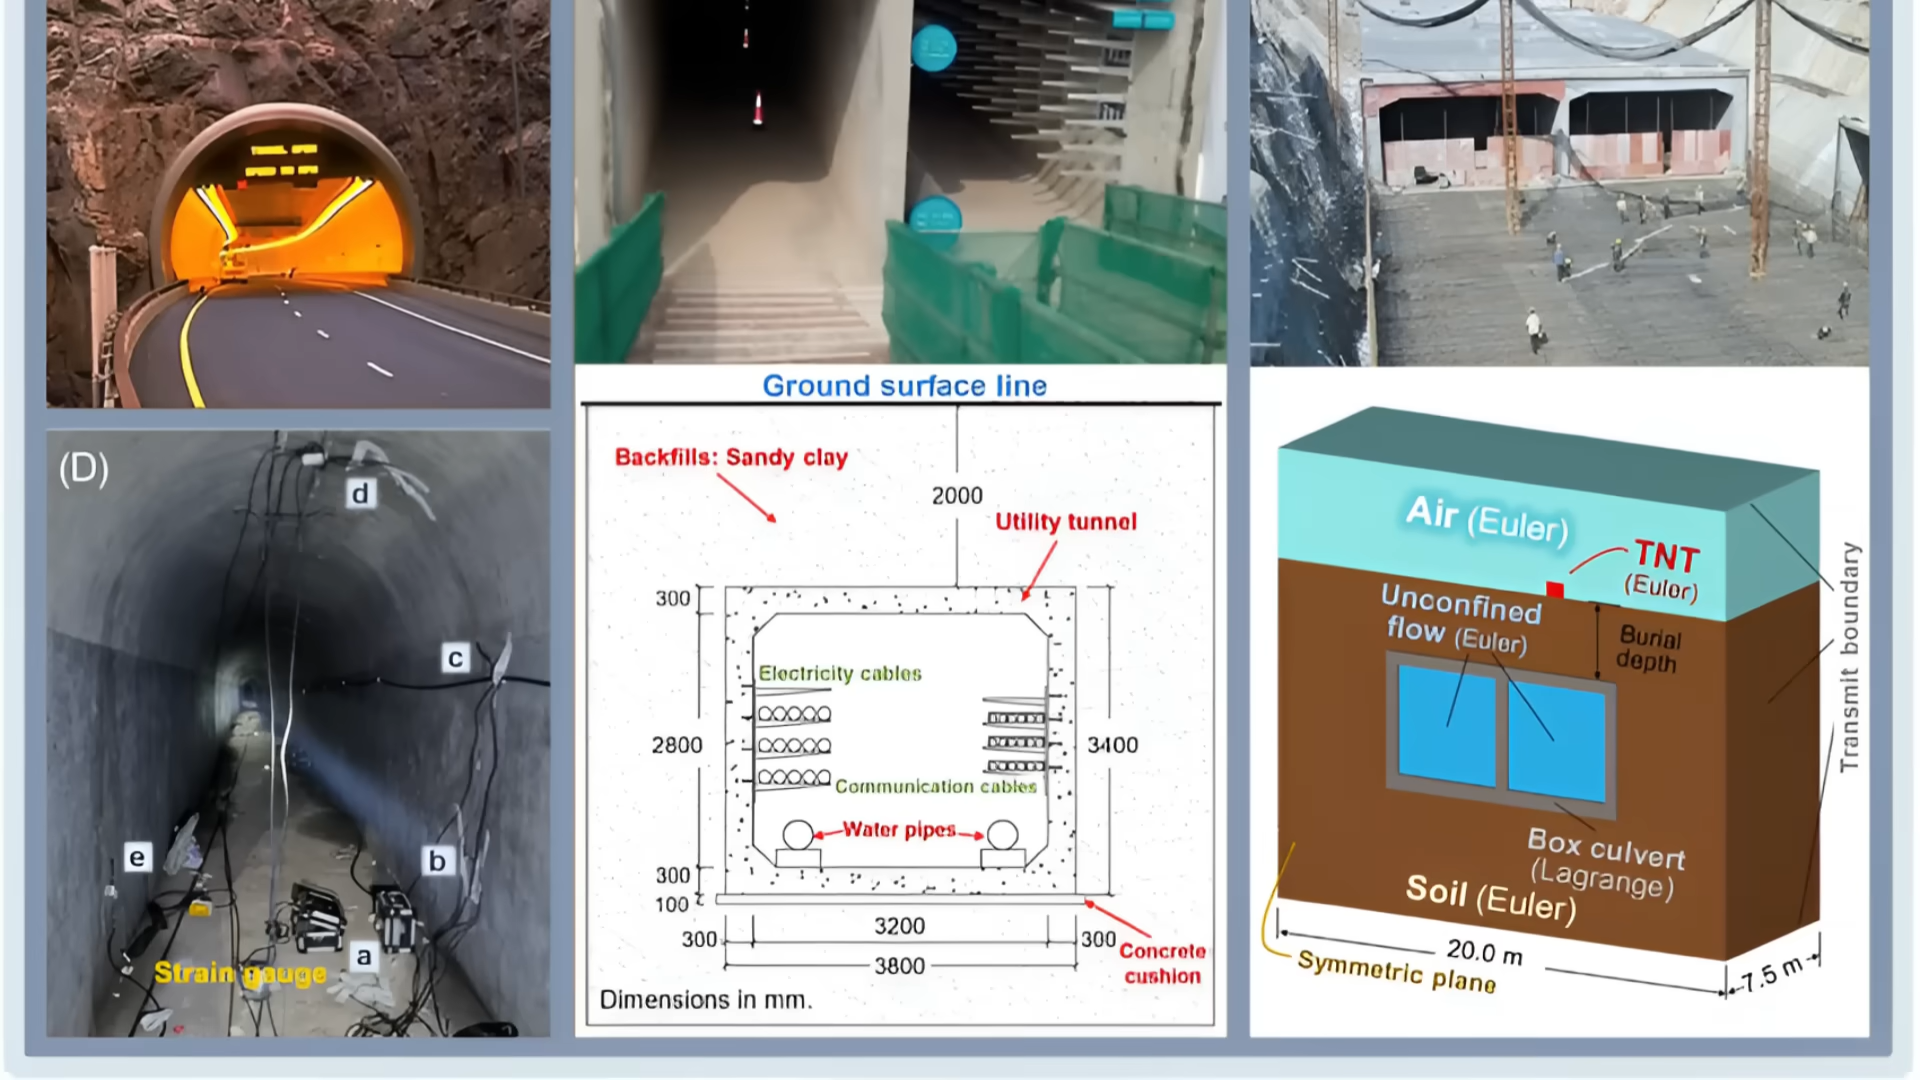 TUNNEL OPEN
(D)
d
c
e
b
a
Strain gauge
Ground surface line
Backfills: Sandy clay
2000
Utility tunnel
300
Electricity cables
2800
3400
Communication cables
Water pipes
300
100
3200
300
300
3800
Concrete
cushion
Dimensions in mm.
Air (Euler)
TNT
(Euler)
Unconfined
flow (Euler)
Burial
depth
Transmit boundary
Box culvert
(Lagrange)
Soil (Euler)
20.0 m
7.5 m
Symmetric plane